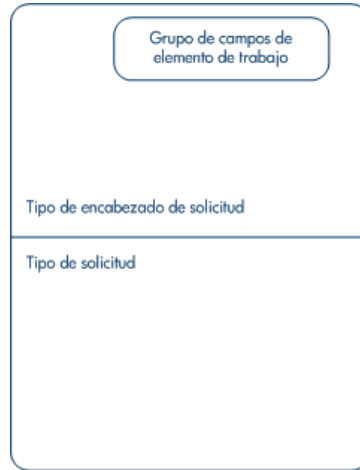 Grupo de campos de
elemento de trabajo
Tipo de encabezado de solicitud
Tipo de solicitud